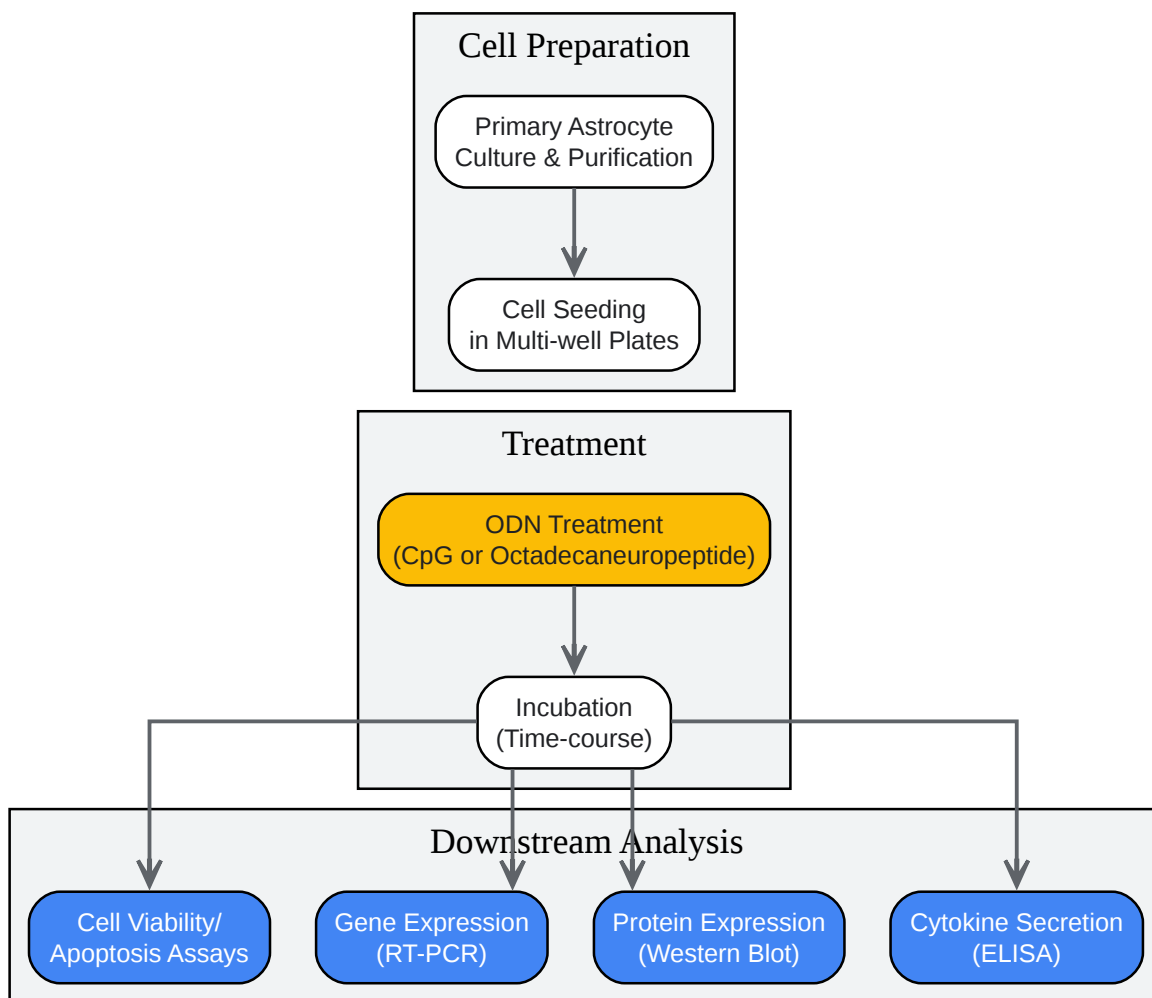 Cell Preparation
Primary Astrocyte
Culture & Purification
Cell Seeding
in Multi-well Plates
Treatment
ODN Treatment
(CpG or Octadecaneuropeptide)
Incubation
(Time-course)
Downstream Analysis
Cell Viability/
Apoptosis Assays
Gene Expression
(RT-PCR)
Protein Expression
(Western Blot)
Cytokine Secretion
(ELISA)